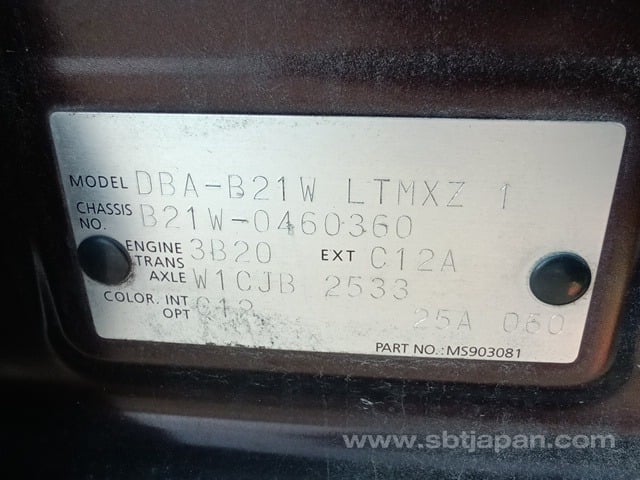 MODEL DBA-B21W LTMXZ 1
CHASSIS NO. B21W-0460360
ENGINE 3B20 EXT C12A
TRANS AXLE W1CJB 2533
COLOR. INT C12
OPT 25A 060
PART NO.: MS903081
www.sbtjapan.com